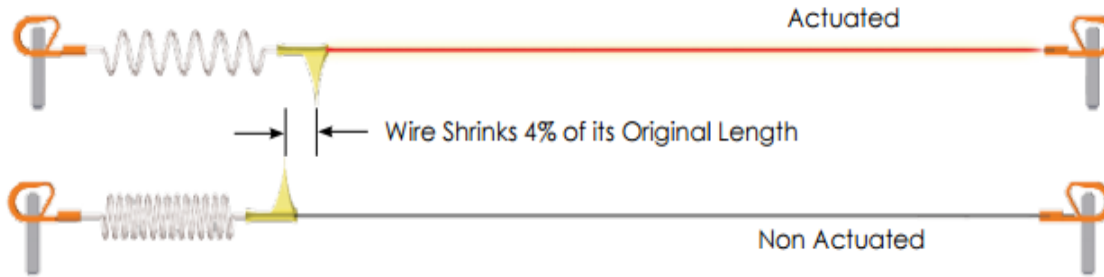 Actuated
Wire Shrinks 4% of its Original Length
Non Actuated